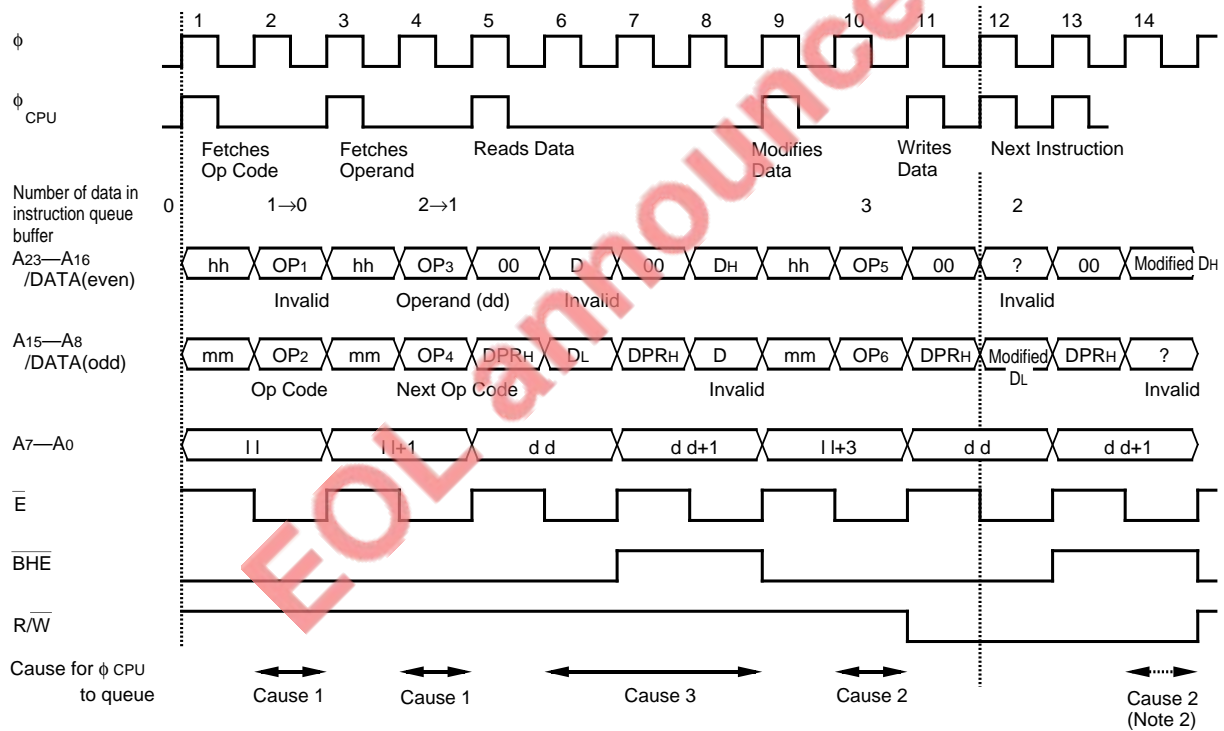 1 2 3 4 5 6 7 8 9 10 11 12 13 14
ϕ
ϕ CPU
Fetches Op Code
Fetches Operand
Reads Data
Modifies Data
Writes Data
Next Instruction
Number of data in instruction queue buffer
0 1→0 2→1 3 2
A23—A16 /DATA(even)
hh OP1 hh OP3 00 D 00 DH hh OP5 00 ? 00 Modified DH
Invalid Operand (dd) Invalid Invalid
A15—A8 /DATA(odd)
mm OP2 mm OP4 DPRH DL DPRH D mm OP6 DPRH Modified DL DPRH ?
Op Code Next Op Code Invalid Invalid
A7—A0
l l l l+1 d d d d+1 l l+3 d d d d+1
E̅
B̅H̅E̅
R/W̅
Cause for ϕ CPU to queue
Cause 1 Cause 1 Cause 3 Cause 2 Cause 2 (Note 2)
EOL announce